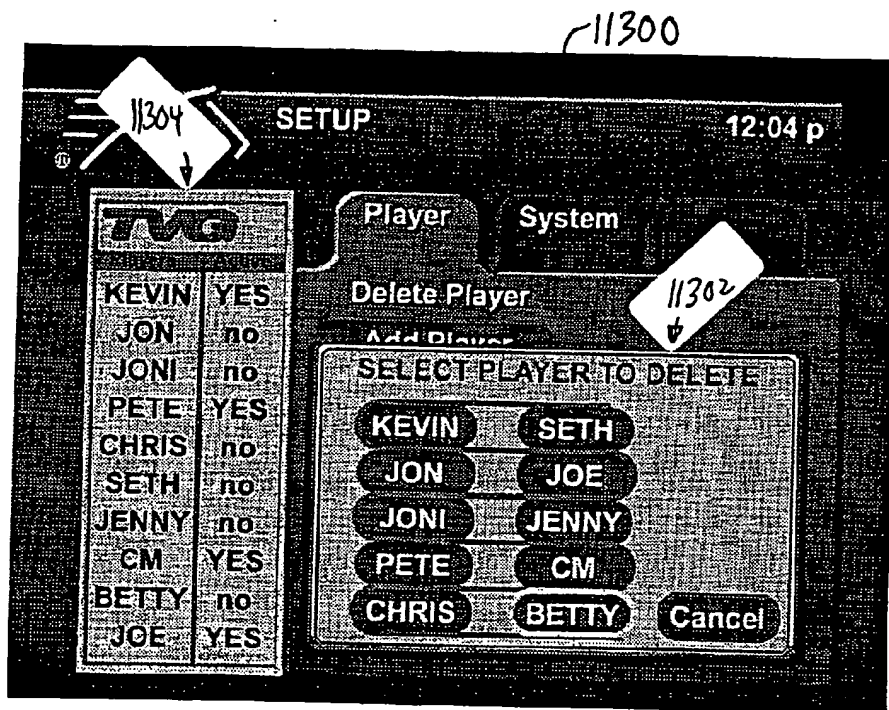 11300
11304
SETUP
12:04 p
TVG
Player
System
11302
KEVIN YES
Delete Player
JON no
Add Player
JONI no
SELECT PLAYER TO DELETE
PETE YES
KEVIN SETH
CHRIS no
JON JOE
SETH no
JONI JENNY
JENNY no
PETE CM
CM YES
CHRIS BETTY Cancel
BETTY no
JOE YES